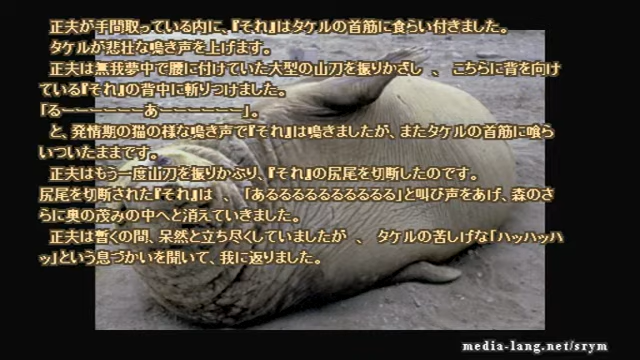 正夫が手間取っている内に、『それ』はタケルの首筋に食らい付きました。
タケルが悲壮な鳴き声を上げます。
正夫は無我夢中で腰に付けていた大型の山刀を振りかざし 、 こちらに背を向け
ている『それ』の背中に斬りつけました。
「るーーーーーーあーーーーーー」。
と、発情期の猫の様な鳴き声で『それ』は鳴きましたが、またタケルの首筋に喰ら
いついたままです。
正夫はもう一度山刀を振りかぶり、『それ』の尻尾を切断したのです。
尻尾を切断された『それ』は 、 「あるるるるるるるるるる」と叫び声をあげ、森のさ
らに奥の茂みの中へと消えていきました。
正夫は暫くの間、呆然と立ち尽くしていましたが 、 タケルの苦しげな「ハッハッハ
ッ」という息づかいを聞いて、我に返りました。
media-lang.net/srym